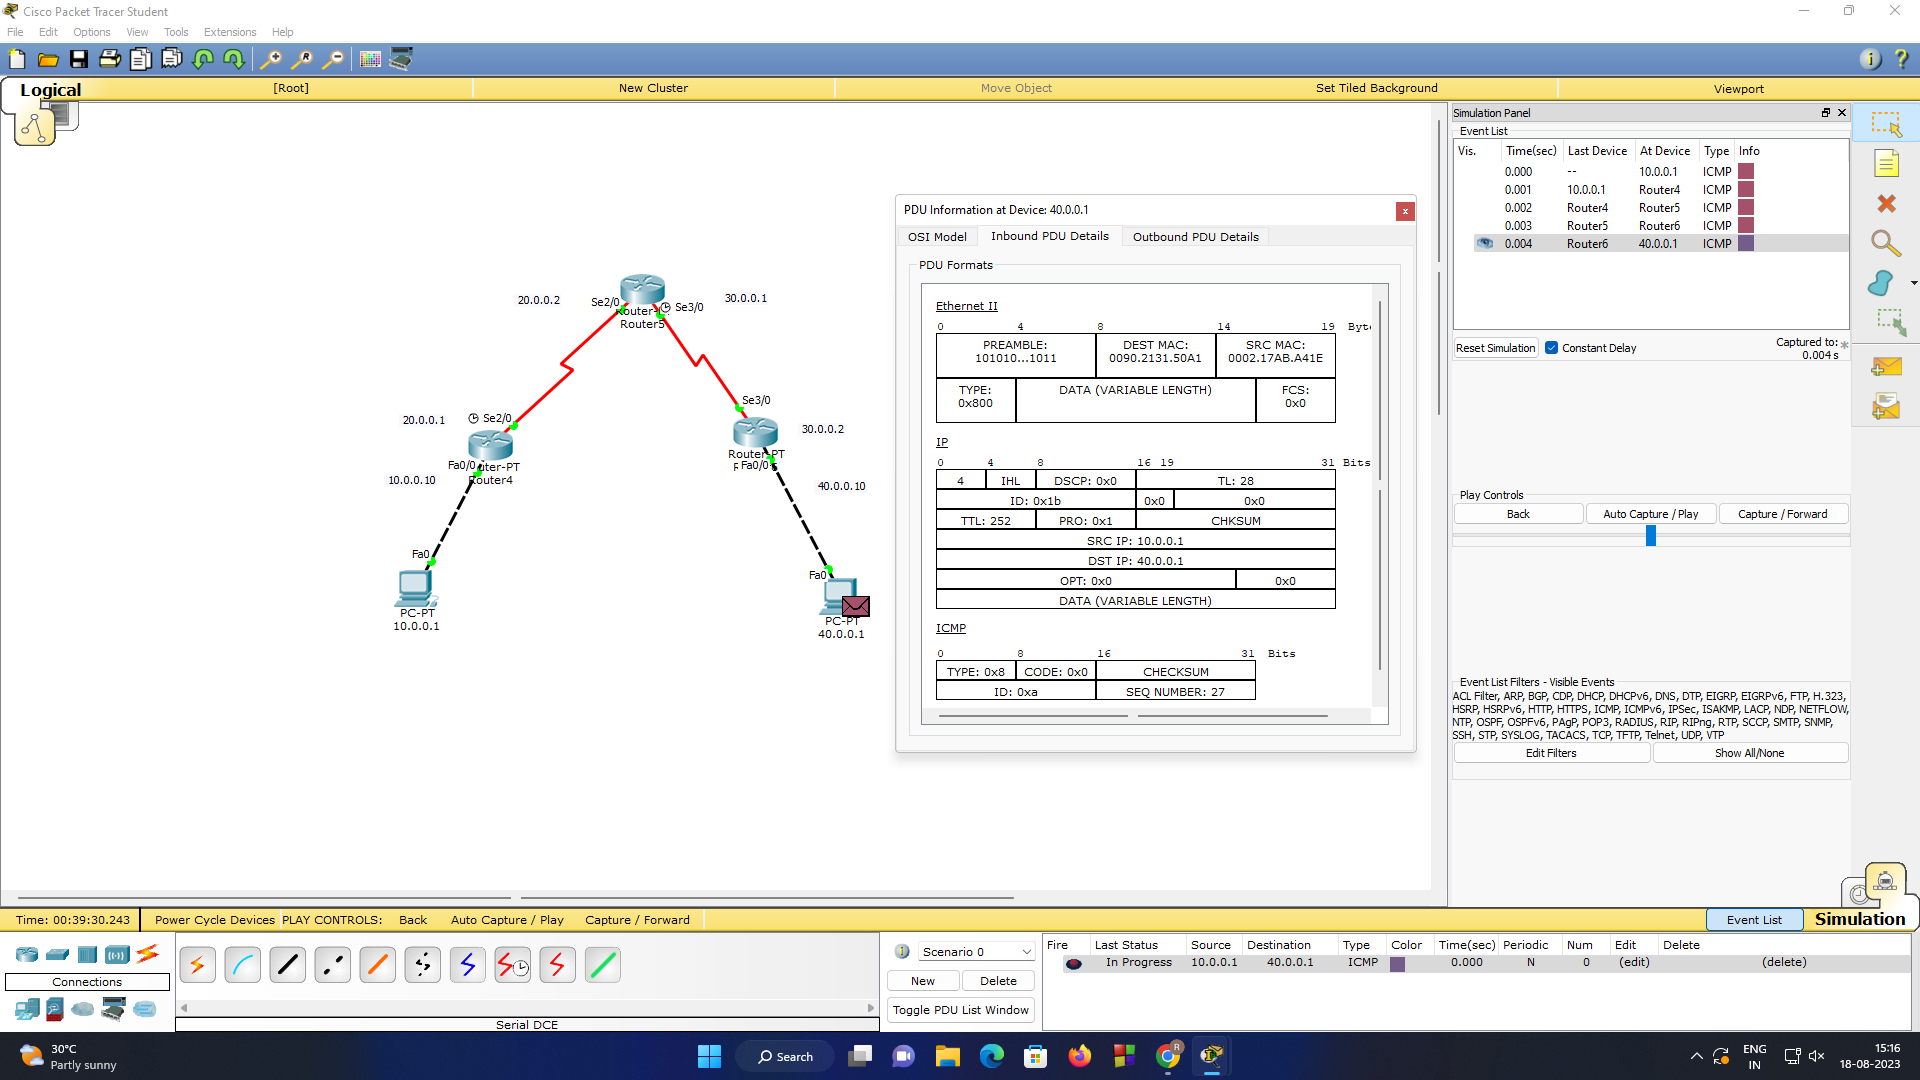 Cisco Packet Tracer Student
File Edit Options View Tools Extensions Help
Logical [Root] New Cluster Move Object Set Tiled Background Viewport
20.0.0.2 Se2/0 Se3/0 30.0.0.1
Router5
20.0.0.1 Se2/0
Fa0/0
Router4
10.0.0.10
Se3/0
30.0.0.2
Router-PT
Fa0/0
40.0.0.10
Fa0
PC-PT
10.0.0.1
Fa0
PC-PT
40.0.0.1
PDU Information at Device: 40.0.0.1
OSI Model Inbound PDU Details Outbound PDU Details
PDU Formats
Ethernet II
0 4 8 14 19
PREAMBLE: 101010...1011 DEST MAC: 0090.2131.50A1 SRC MAC: 0002.17AB.A41E
TYPE: 0x800 DATA (VARIABLE LENGTH) FCS: 0x0
IP
0 4 8 16 19 31 Bits
4 IHL DSCP: 0x0 TL: 28
ID: 0x1b 0x0 0x0
TTL: 252 PRO: 0x1 CHKSUM
SRC IP: 10.0.0.1
DST IP: 40.0.0.1
OPT: 0x0 0x0
DATA (VARIABLE LENGTH)
ICMP
0 8 16 31 Bits
TYPE: 0x8 CODE: 0x0 CHECKSUM
ID: 0xa SEQ NUMBER: 27
Simulation Panel
Event List
Vis. Time(sec) Last Device At Device Type Info
0.000 -- 10.0.0.1 ICMP
0.001 10.0.0.1 Router4 ICMP
0.002 Router4 Router5 ICMP
0.003 Router5 Router6 ICMP
0.004 Router6 40.0.0.1 ICMP
Reset Simulation Constant Delay Captured to: *
0.004 s
Play Controls
Back Auto Capture / Play Capture / Forward
Event List Filters - Visible Events
ACL Filter, ARP, BGP, CDP, DHCP, DHCPv6, DNS, DTP, EIGRP, EIGRPv6, FTP, H.323,
HSRP, HSRPv6, HTTP, HTTPS, ICMP, ICMPv6, IPSec, ISAKMP, LACP, NDP, NETFLOW,
NTP, OSPF, OSPFv6, PAgP, POP3, RADIUS, RIP, RIPng, RTP, SCCP, SMTP, SNMP,
SSH, STP, SYSLOG, TACACS, TCP, TFTP, Telnet, UDP, VTP
Edit Filters Show All/None
Time: 00:39:30.243 Power Cycle Devices PLAY CONTROLS: Back Auto Capture / Play Capture / Forward Event List Simulation
Connections
Serial DCE
Scenario 0
New Delete
Toggle PDU List Window
Fire Last Status Source Destination Type Color Time(sec) Periodic Num Edit Delete
In Progress 10.0.0.1 40.0.0.1 ICMP 0.000 N 0 (edit) (delete)
30°C
Partly sunny
Search
ENG
IN
15:16
18-08-2023